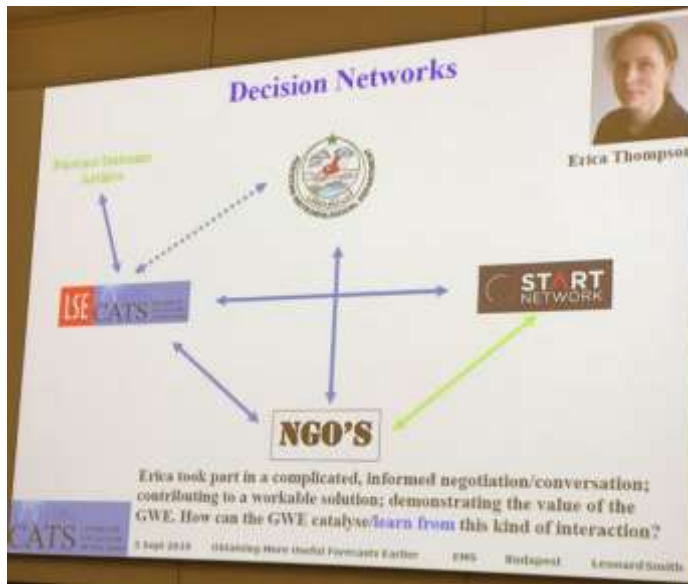 Decision Networks
Erica Thompson
LSE CATS
START
NETWORK
NGO'S
Erica took part in a complicated, informed negotiation/conversation;
contributing to a workable solution; demonstrating the value of the
GWE. How can the GWE catalyse/learn from this kind of interaction?
CATS
5 Sept 2019 Obtaining More Useful Forecasts Earlier EMS Budapest Leonard Smith